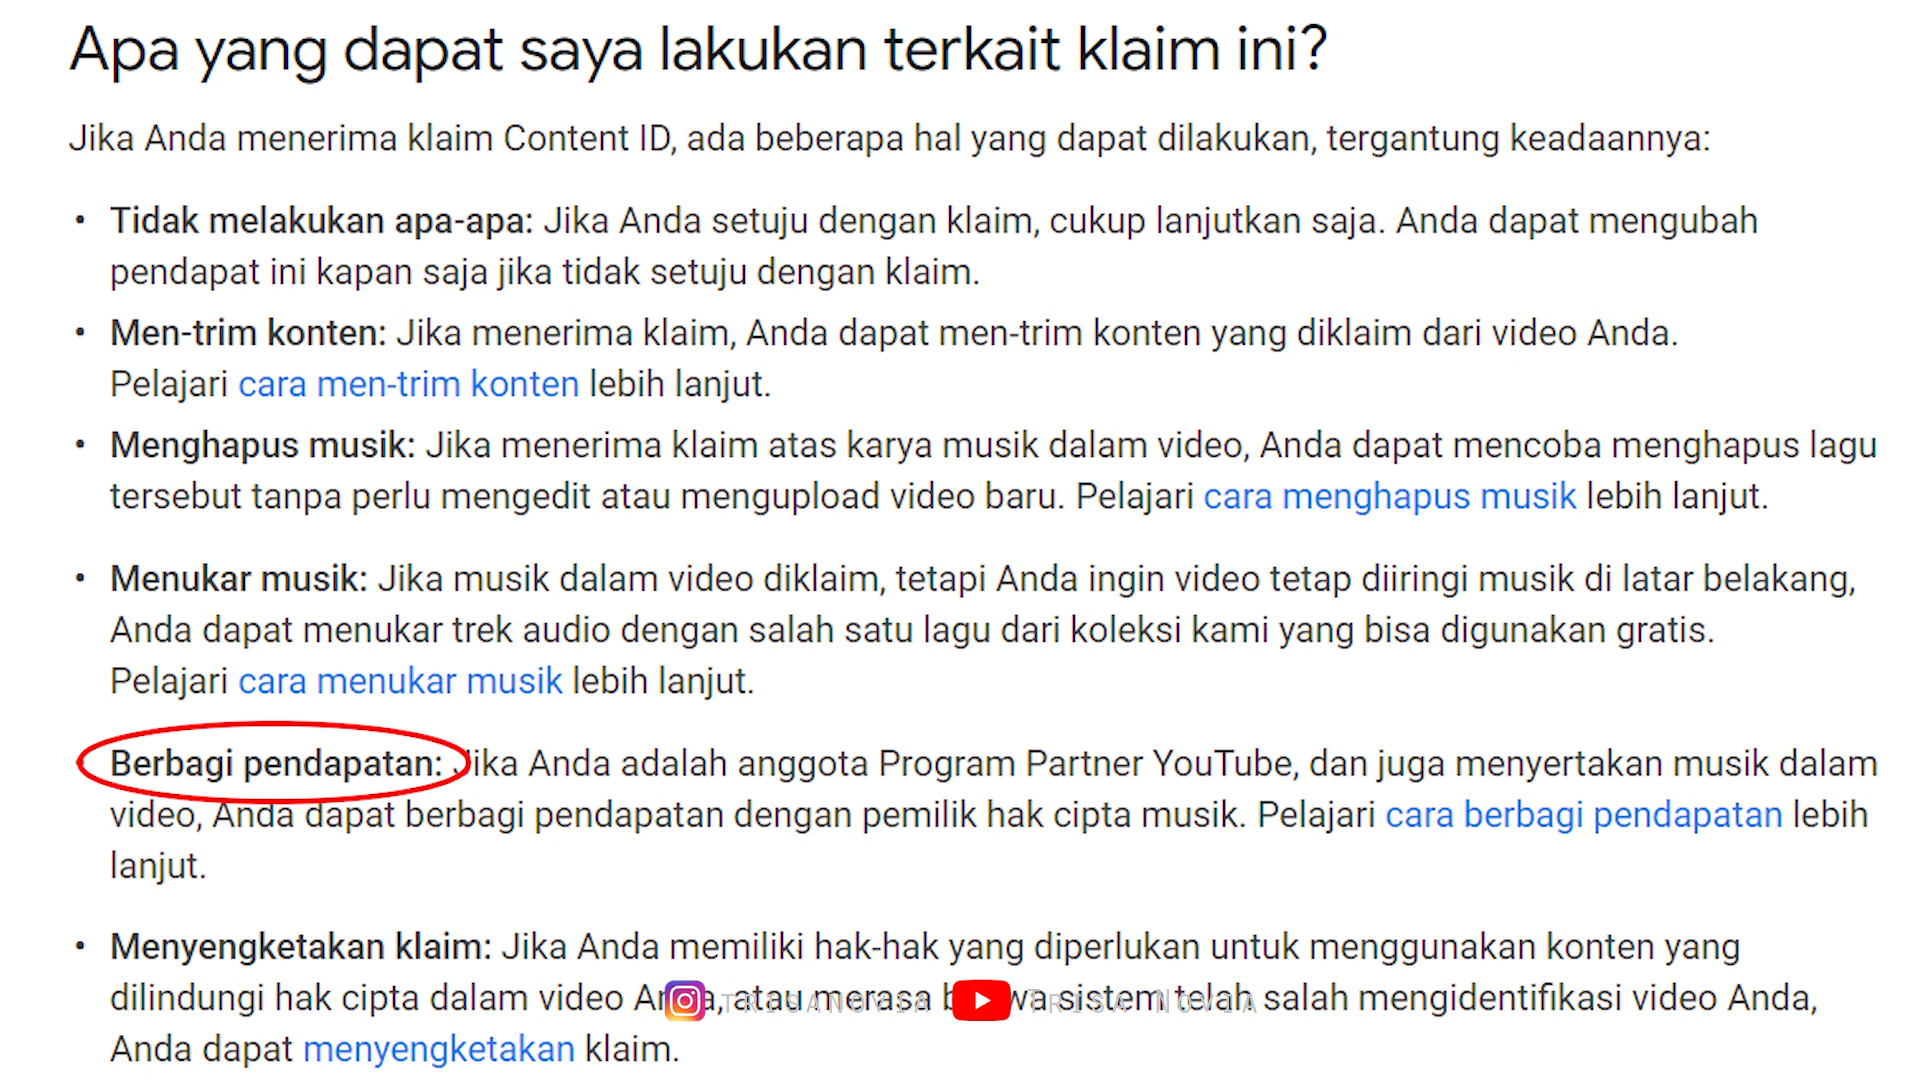 Apa yang dapat saya lakukan terkait klaim ini?
Jika Anda menerima klaim Content ID, ada beberapa hal yang dapat dilakukan, tergantung keadaannya:
• Tidak melakukan apa-apa: Jika Anda setuju dengan klaim, cukup lanjutkan saja. Anda dapat mengubah
pendapat ini kapan saja jika tidak setuju dengan klaim.
• Men-trim konten: Jika menerima klaim, Anda dapat men-trim konten yang diklaim dari video Anda.
Pelajari cara men-trim konten lebih lanjut.
• Menghapus musik: Jika menerima klaim atas karya musik dalam video, Anda dapat mencoba menghapus lagu
tersebut tanpa perlu mengedit atau mengupload video baru. Pelajari cara menghapus musik lebih lanjut.
• Menukar musik: Jika musik dalam video diklaim, tetapi Anda ingin video tetap diiringi musik di latar belakang,
Anda dapat menukar trek audio dengan salah satu lagu dari koleksi kami yang bisa digunakan gratis.
Pelajari cara menukar musik lebih lanjut.
• Berbagi pendapatan: Jika Anda adalah anggota Program Partner YouTube, dan juga menyertakan musik dalam
video, Anda dapat berbagi pendapatan dengan pemilik hak cipta musik. Pelajari cara berbagi pendapatan lebih
lanjut.
• Menyengketakan klaim: Jika Anda memiliki hak-hak yang diperlukan untuk menggunakan konten yang
dilindungi hak cipta dalam video Anda, atau merasa bahwa sistem telah salah mengidentifikasi video Anda,
Anda dapat menyengketakan klaim.
TRISANOVIA
TRISA NOVIA